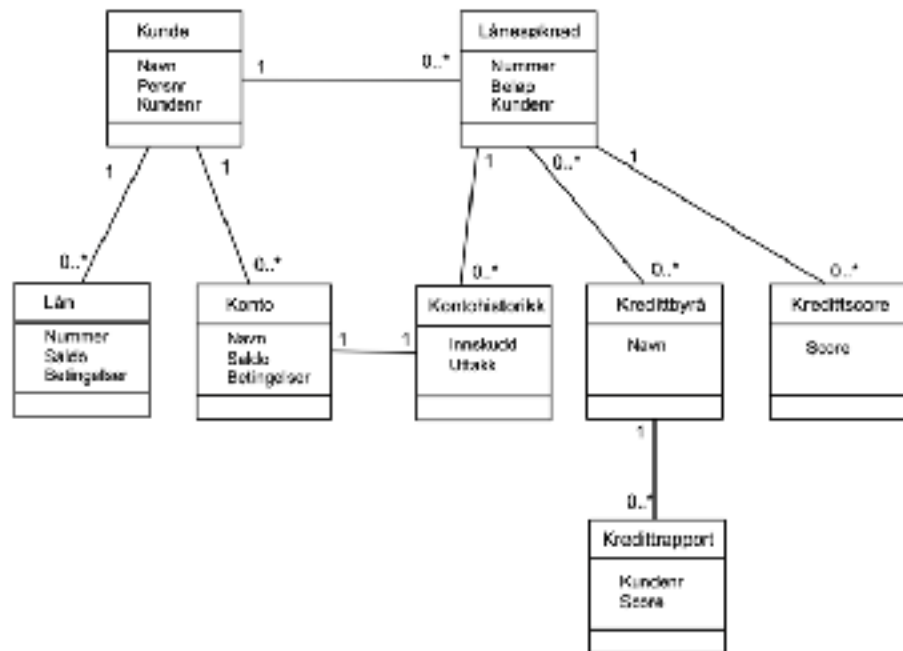 Kunde
Navn
Persnr
Kundenr
Lånesøknad
Nummer
Beløp
Kundenr
1
0..*
1
1
1
0..*
1
0..*
0..*
0..*
0..*
0..*
Lån
Nummer
Saldo
Betingelser
Konto
Navn
Saldo
Betingelser
1
1
Kontohistorikk
Innskudd
Uttakk
Kredittbyrå
Navn
Kredittscore
Score
1
0..*
Kredittrapport
Kundenr
Score